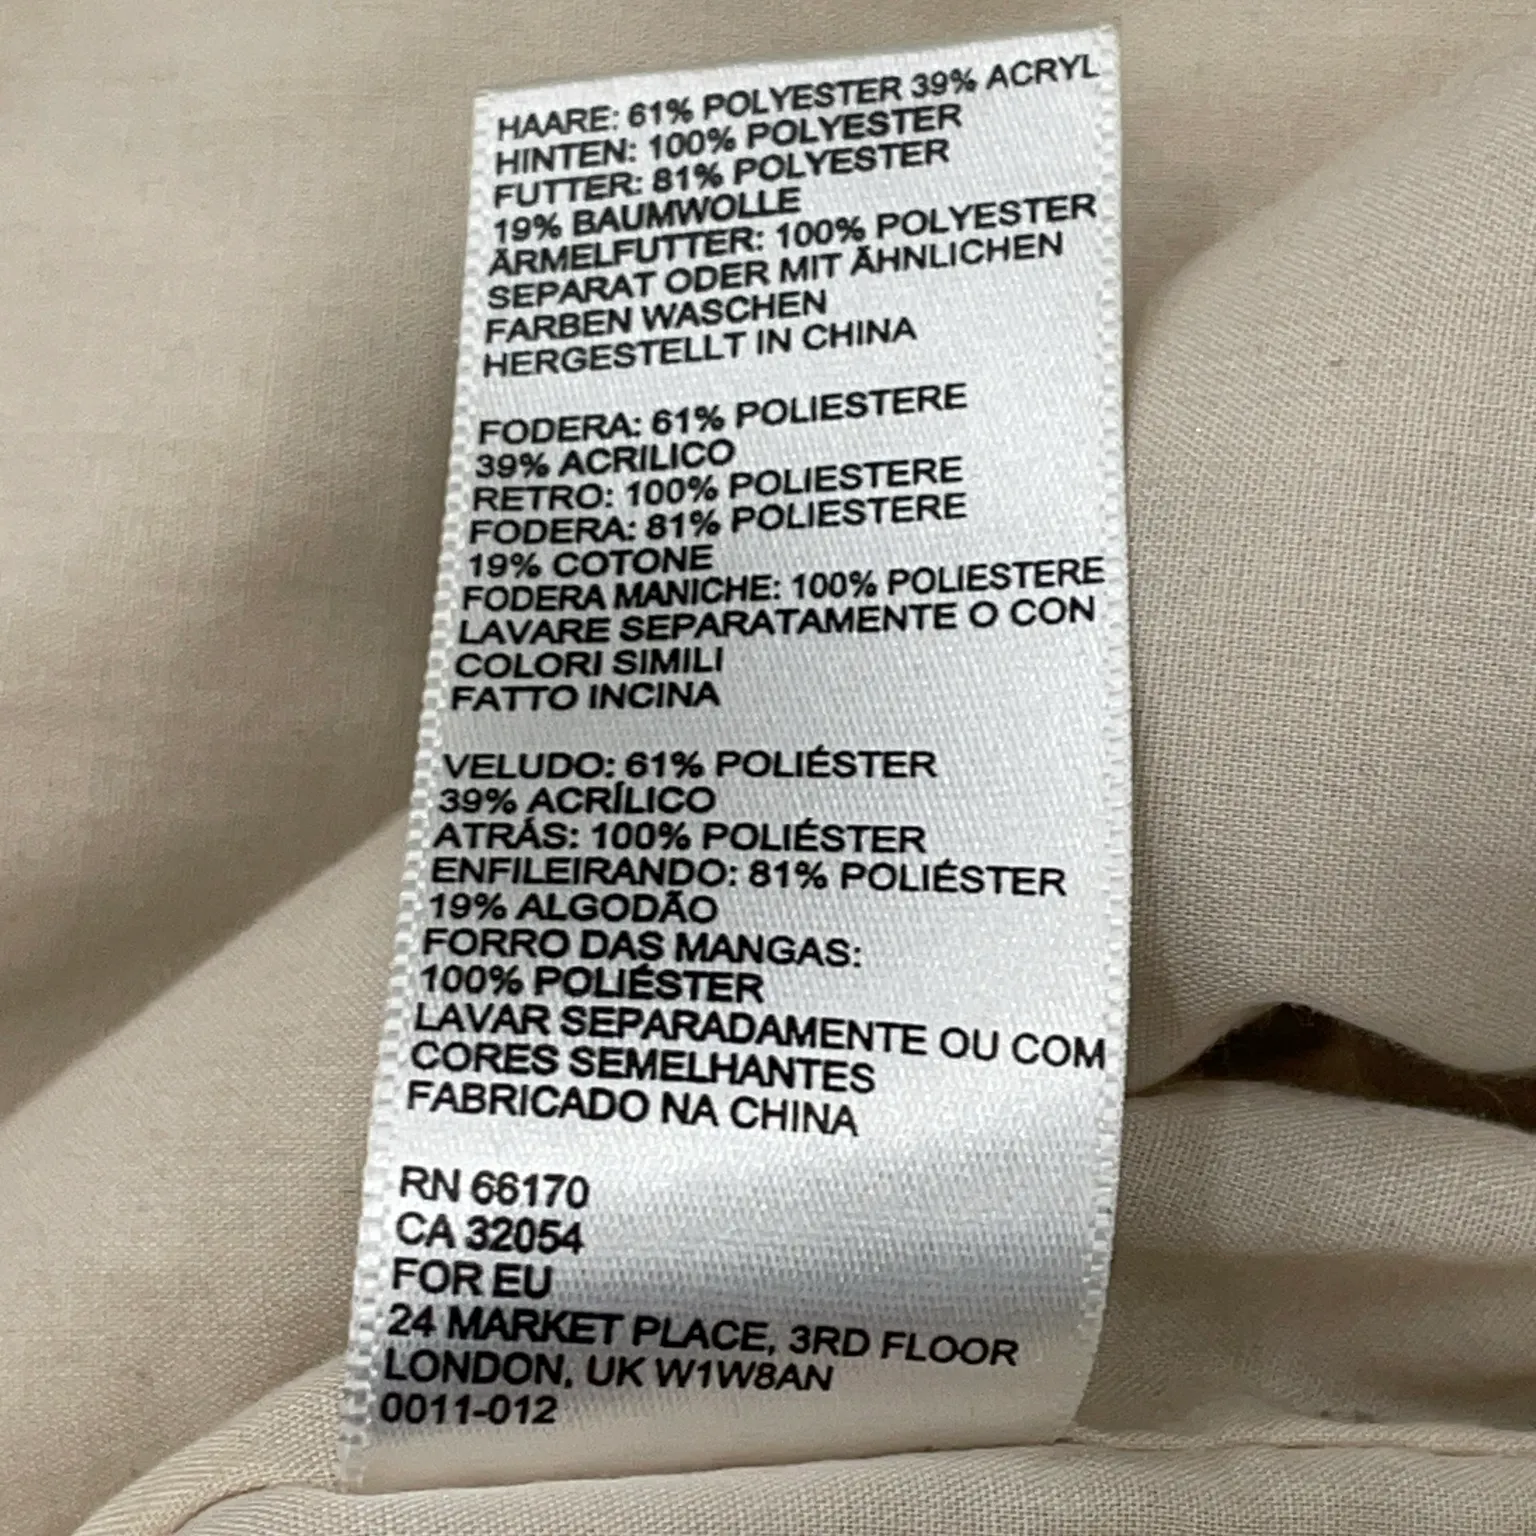 HAARE: 61% POLYESTER 39% ACRYL
HINTEN: 100% POLYESTER
FUTTER: 81% POLYESTER
19% BAUMWOLLE
ÄRMELFUTTER: 100% POLYESTER
SEPARAT ODER MIT ÄHNLICHEN
FARBEN WASCHEN
HERGESTELLT IN CHINA
FODERA: 61% POLIESTERE
39% ACRILICO
RETRO: 100% POLIESTERE
FODERA: 81% POLIESTERE
19% COTONE
FODERA MANICHE: 100% POLIESTERE
LAVARE SEPARATAMENTE O CON
COLORI SIMILI
FATTO INCINA
VELUDO: 61% POLIÉSTER
39% ACRÍLICO
ATRÁS: 100% POLIÉSTER
ENFILEIRANDO: 81% POLIÉSTER
19% ALGODÃO
FORRO DAS MANGAS:
100% POLIÉSTER
LAVAR SEPARADAMENTE OU COM
CORES SEMELHANTES
FABRICADO NA CHINA
RN 66170
CA 32054
FOR EU
24 MARKET PLACE, 3RD FLOOR
LONDON, UK W1W8AN
0011-012